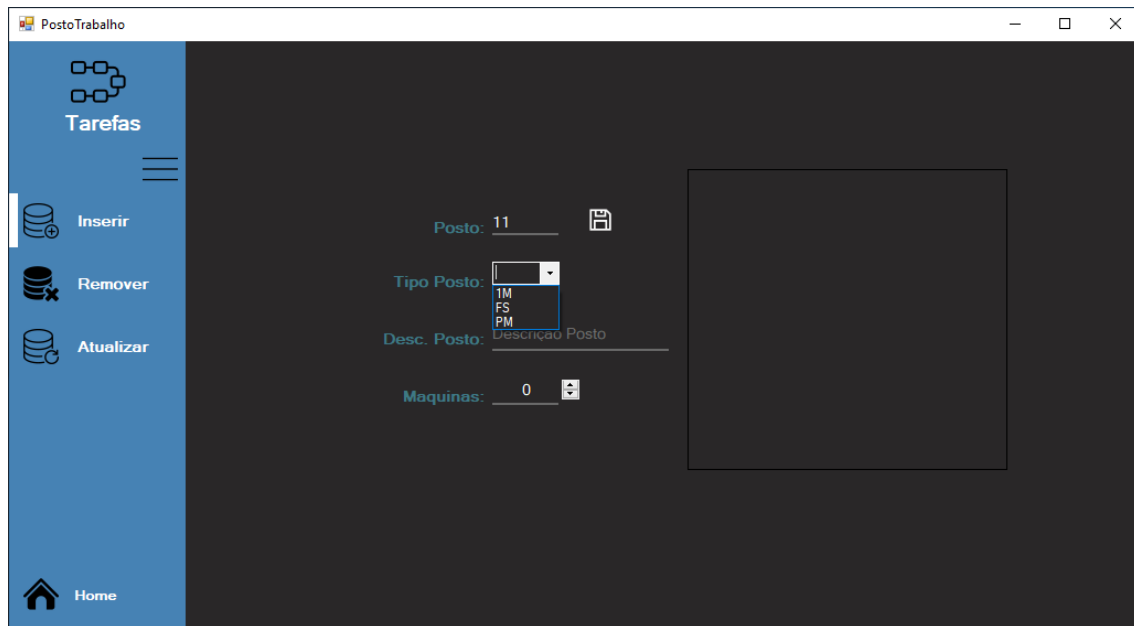 PostoTrabalho
Tarefas
Inserir
Remover
Atualizar
Home
Posto: 11
Tipo Posto:
1M
FS
PM
Desc. Posto: Descrição Posto
Maquinas: 0